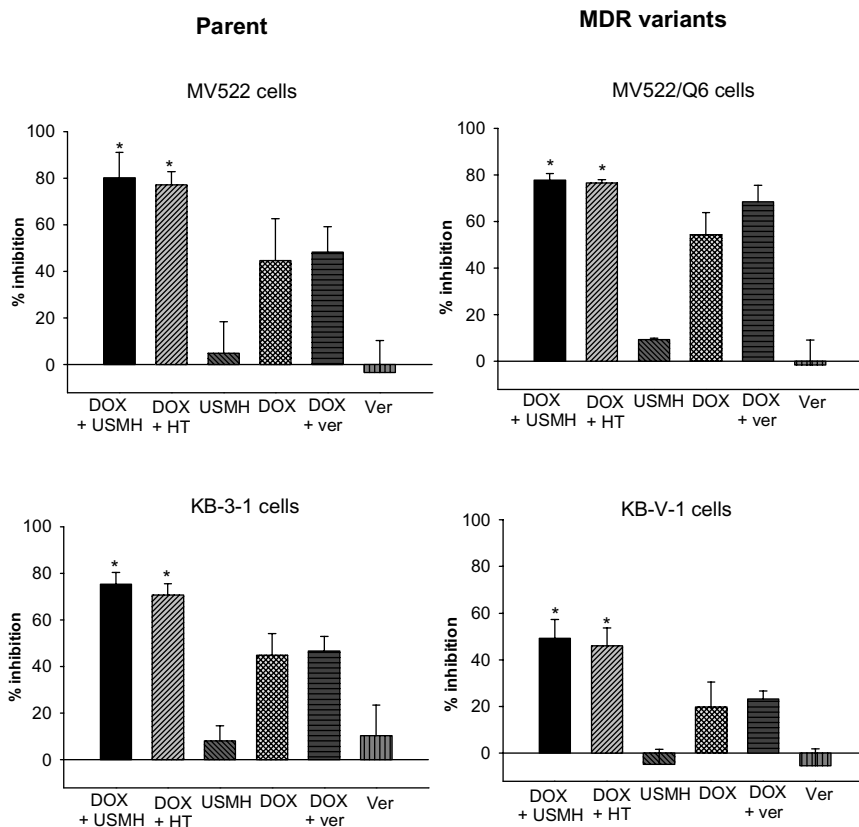 Parent
MDR variants
MV522 cells
* *
% inhibition
100
80
60
40
20
0
DOX + USMH
DOX + HT
USMH
DOX
DOX + ver
Ver
MV522/Q6 cells
* *
% inhibition
100
80
60
40
20
0
DOX + USMH
DOX + HT
USMH
DOX
DOX + ver
Ver
KB-3-1 cells
* *
% inhibition
100
80
60
40
20
0
DOX + USMH
DOX + HT
USMH
DOX
DOX + ver
Ver
KB-V-1 cells
* *
% inhibition
100
80
60
40
20
0
DOX + USMH
DOX + HT
USMH
DOX
DOX + ver
Ver